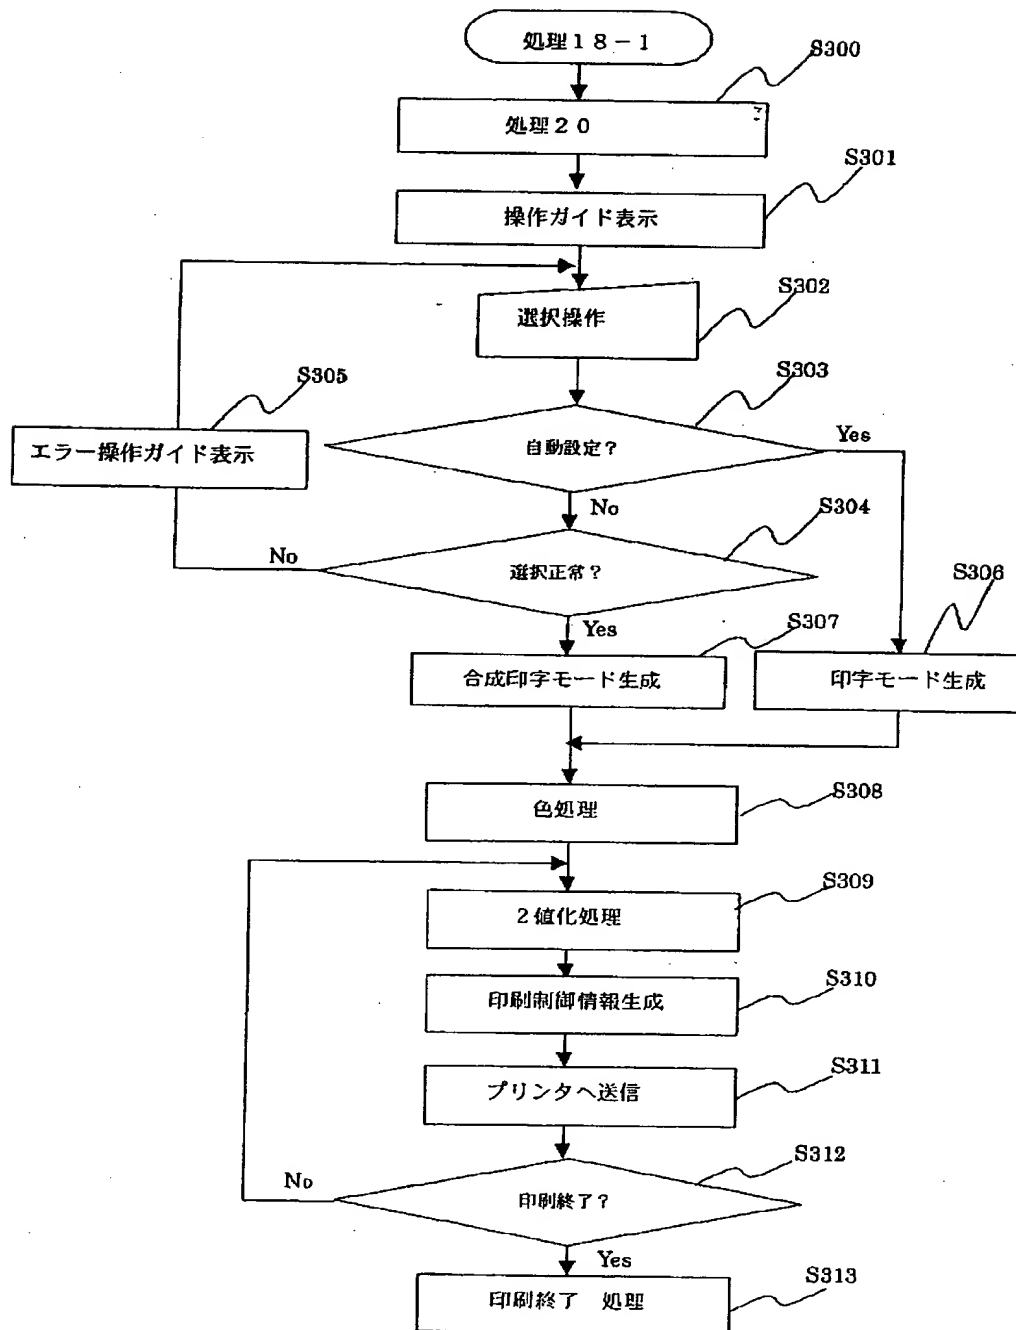 処理18-1
S300
処理20
S301
操作ガイド表示
S302
選択操作
S303
自動設定?
Yes
No
S305
エラー操作ガイド表示
S304
選択正常?
No
Yes
S306
印字モード生成
S307
合成印字モード生成
S308
色処理
S309
2値化処理
S310
印刷制御情報生成
S311
プリンタへ送信
S312
印刷終了?
No
Yes
S313
印刷終了 処理